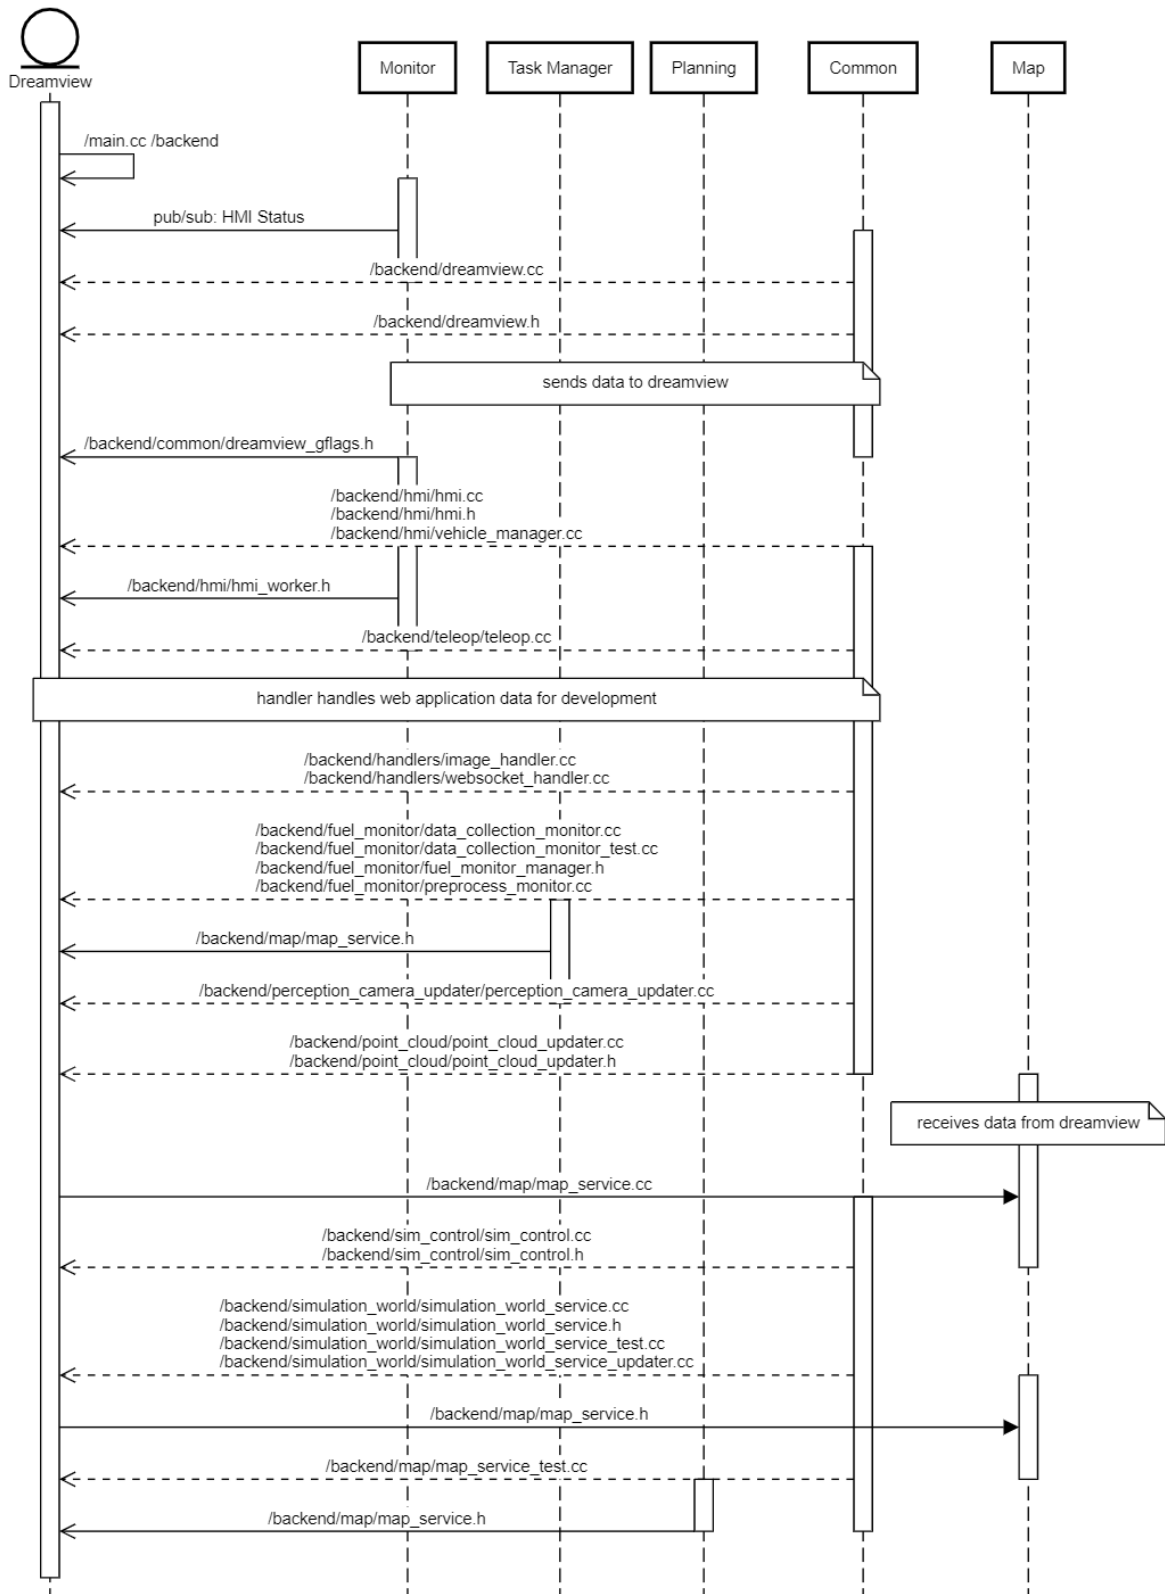 Dreamview
Monitor
Task Manager
Planning
Common
Map
/main.cc /backend
pub/sub: HMI Status
/backend/dreamview.cc
/backend/dreamview.h
sends data to dreamview
/backend/common/dreamview_gflags.h
/backend/hmi/hmi.cc
/backend/hmi/hmi.h
/backend/hmi/vehicle_manager.cc
/backend/hmi/hmi_worker.h
/backend/teleop/teleop.cc
handler handles web application data for development
/backend/handlers/image_handler.cc
/backend/handlers/websocket_handler.cc
/backend/fuel_monitor/data_collection_monitor.cc
/backend/fuel_monitor/data_collection_monitor_test.cc
/backend/fuel_monitor/fuel_monitor_manager.h
/backend/fuel_monitor/preprocess_monitor.cc
/backend/map/map_service.h
/backend/perception_camera_updater/perception_camera_updater.cc
/backend/point_cloud/point_cloud_updater.cc
/backend/point_cloud/point_cloud_updater.h
receives data from dreamview
/backend/map/map_service.cc
/backend/sim_control/sim_control.cc
/backend/sim_control/sim_control.h
/backend/simulation_world/simulation_world_service.cc
/backend/simulation_world/simulation_world_service.h
/backend/simulation_world/simulation_world_service_test.cc
/backend/simulation_world/simulation_world_service_updater.cc
/backend/map/map_service.h
/backend/map/map_service_test.cc
/backend/map/map_service.h